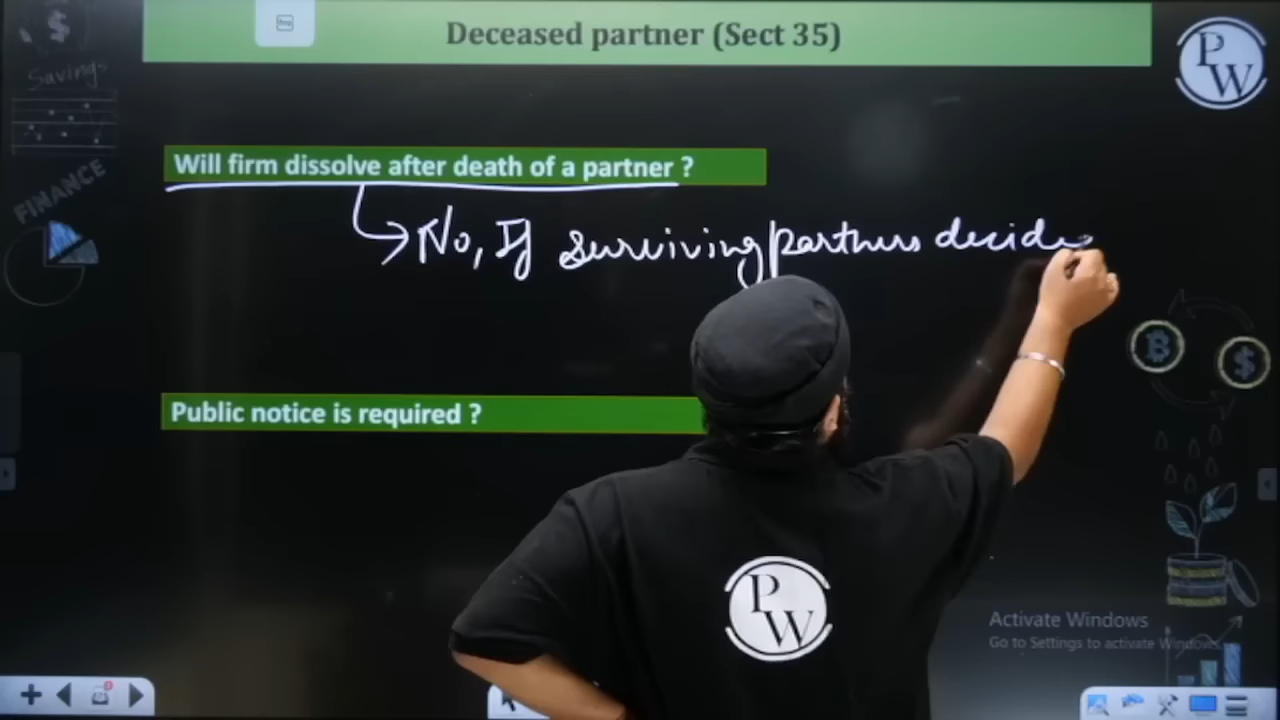 Deceased partner (Sect 35)
PW
Savings
FINANCE
Will firm dissolve after death of a partner ?
No, If surviving partners decide
Public notice is required ?
PW
Activate Windows
Go to Settings to activate Windows.